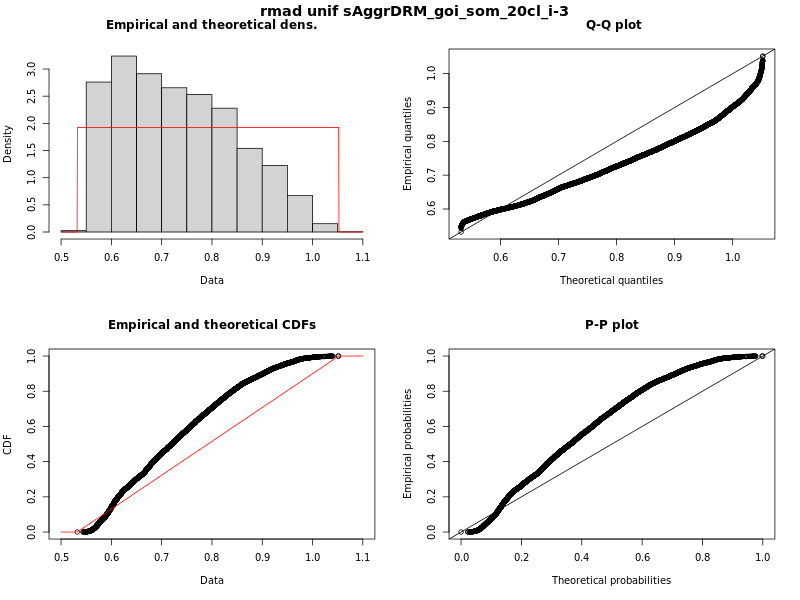 rmad unif sAggrDRM_goi_som_20cl_i-3
Empirical and theoretical dens.
Density
0.0 0.5 1.0 1.5 2.0 2.5 3.0
0.5 0.6 0.7 0.8 0.9 1.0 1.1
Data
Q-Q plot
Empirical quantiles
0.6 0.7 0.8 0.9 1.0
0.6 0.7 0.8 0.9 1.0
Theoretical quantiles
Empirical and theoretical CDFs
CDF
0.0 0.2 0.4 0.6 0.8 1.0
0.5 0.6 0.7 0.8 0.9 1.0 1.1
Data
P-P plot
Empirical probabilities
0.0 0.2 0.4 0.6 0.8 1.0
0.0 0.2 0.4 0.6 0.8 1.0
Theoretical probabilities